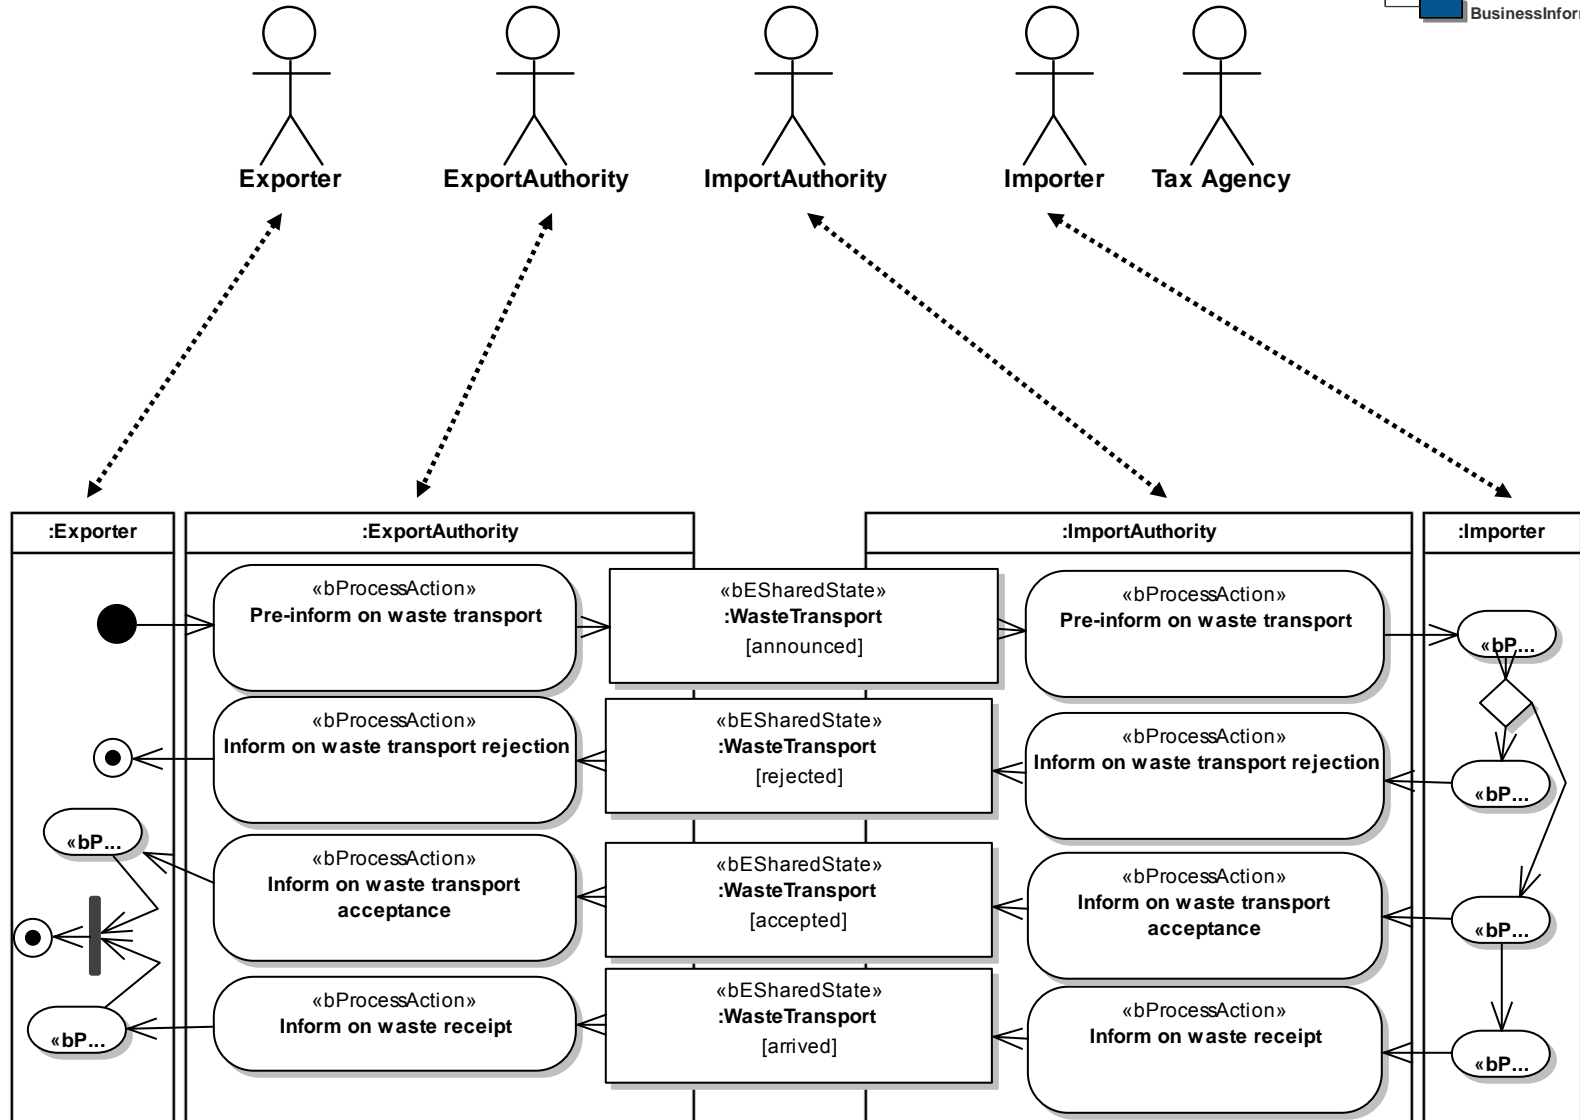 BusinessInfor
Exporter
ExportAuthority
ImportAuthority
Importer
Tax Agency
:Exporter
:ExportAuthority
:ImportAuthority
:Importer
«bProcessAction»
Pre-inform on waste transport
«bESharedState»
:WasteTransport
[announced]
«bProcessAction»
Pre-inform on waste transport
«bP...
«bProcessAction»
Inform on waste transport rejection
«bESharedState»
:WasteTransport
[rejected]
«bProcessAction»
Inform on waste transport rejection
«bP...
«bP...
«bProcessAction»
Inform on waste transport
acceptance
«bESharedState»
:WasteTransport
[accepted]
«bProcessAction»
Inform on waste transport
acceptance
«bP...
«bP...
«bProcessAction»
Inform on waste receipt
«bESharedState»
:WasteTransport
[arrived]
«bProcessAction»
Inform on waste receipt
«bP...